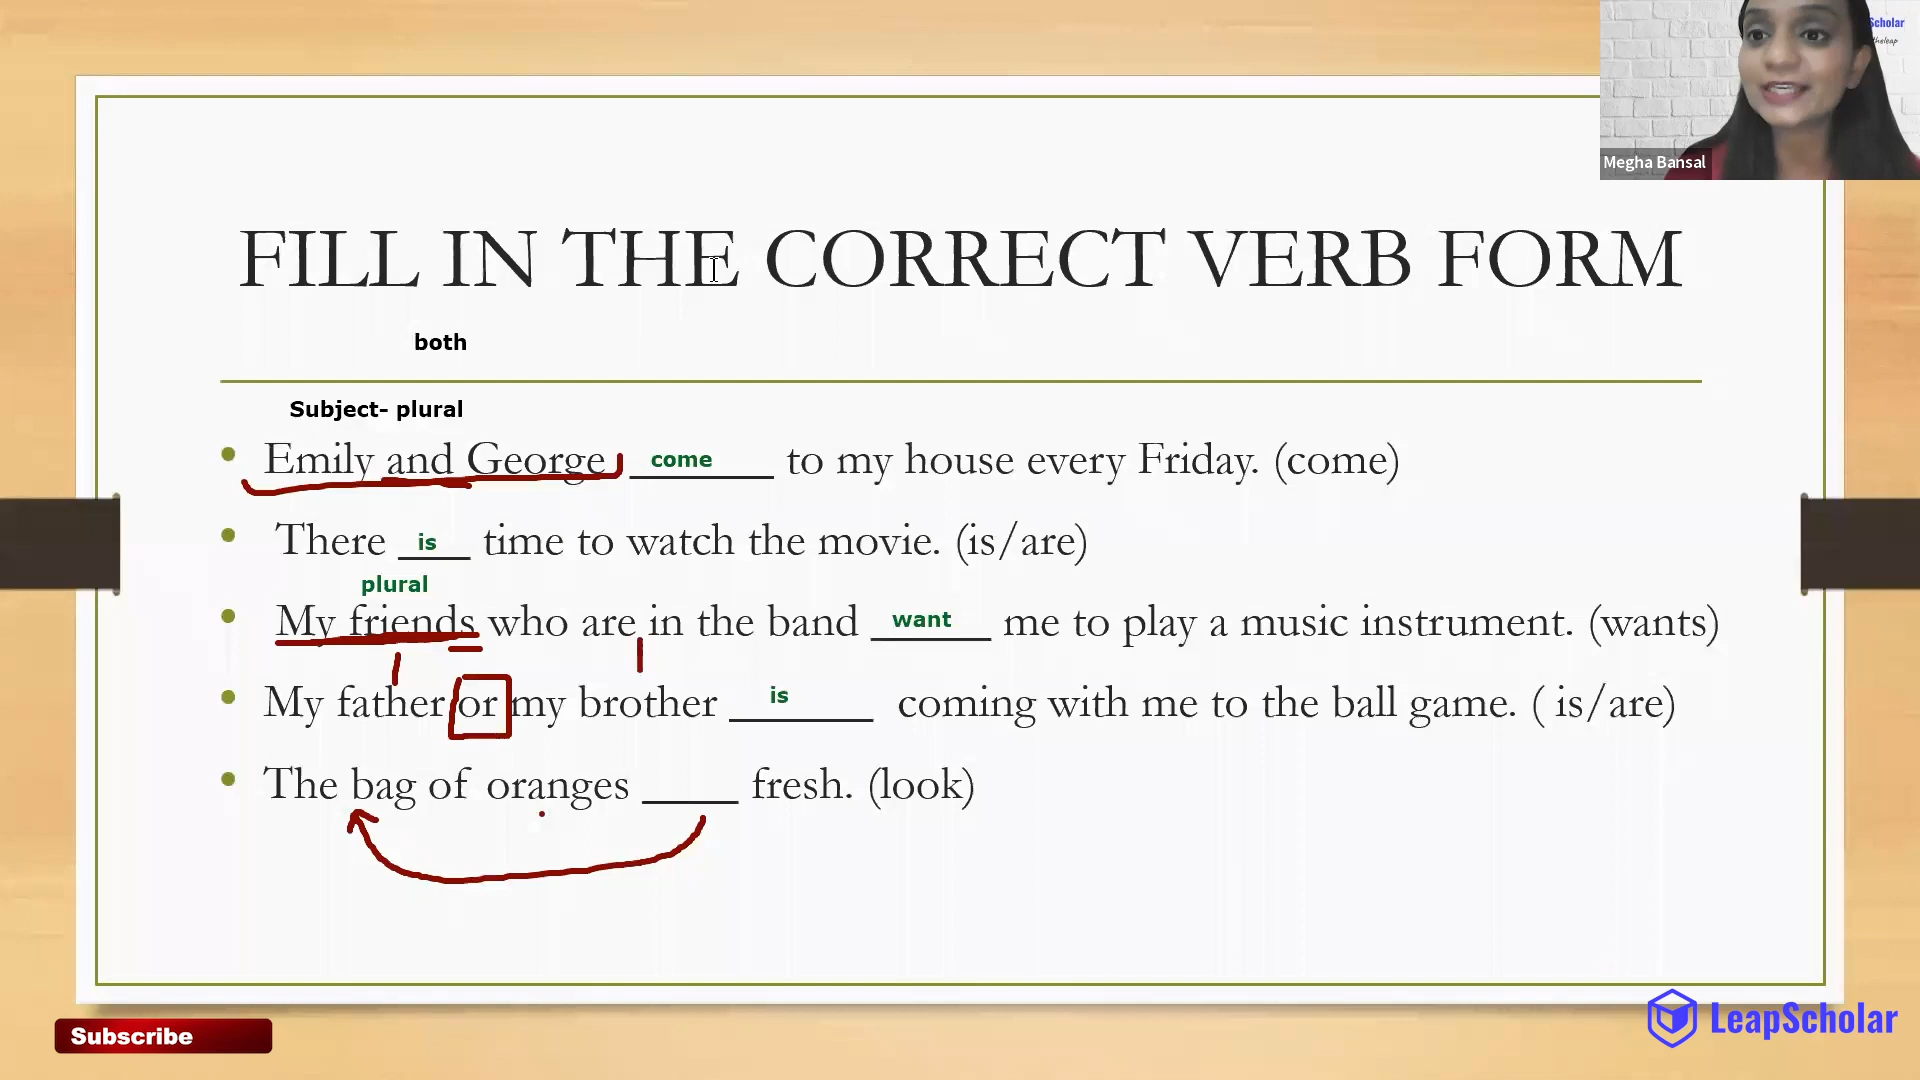 Scholar
theleap
Megha Bansal
FILL IN THE CORRECT VERB FORM
both
Subject- plural
• Emily and George come to my house every Friday. (come)
• There is time to watch the movie. (is/are)
plural
• My friends who are in the band want me to play a music instrument. (wants)
• My father or my brother is coming with me to the ball game. ( is/are)
• The bag of oranges _____ fresh. (look)
Subscribe
LeapScholar